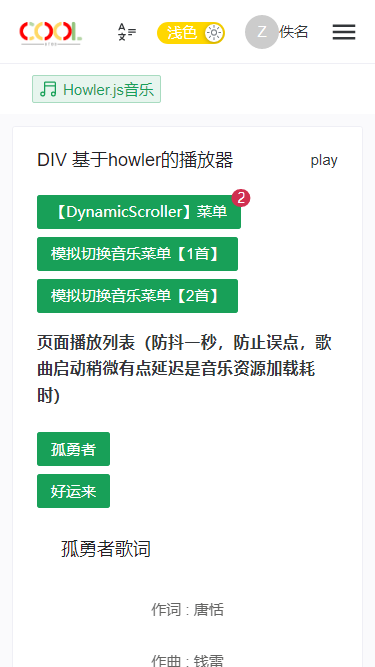 COOL
浅色
Z 佚名
Howler.js音乐
DIV 基于howler的播放器
play
【DynamicScroller】菜单
2
模拟切换音乐菜单【1首】
模拟切换音乐菜单【2首】
页面播放列表（防抖一秒，防止误点，歌
曲启动稍微有点延迟是音乐资源加载耗
时）
孤勇者
好运来
孤勇者歌词
作词 : 唐恬
作曲 : 钱雷